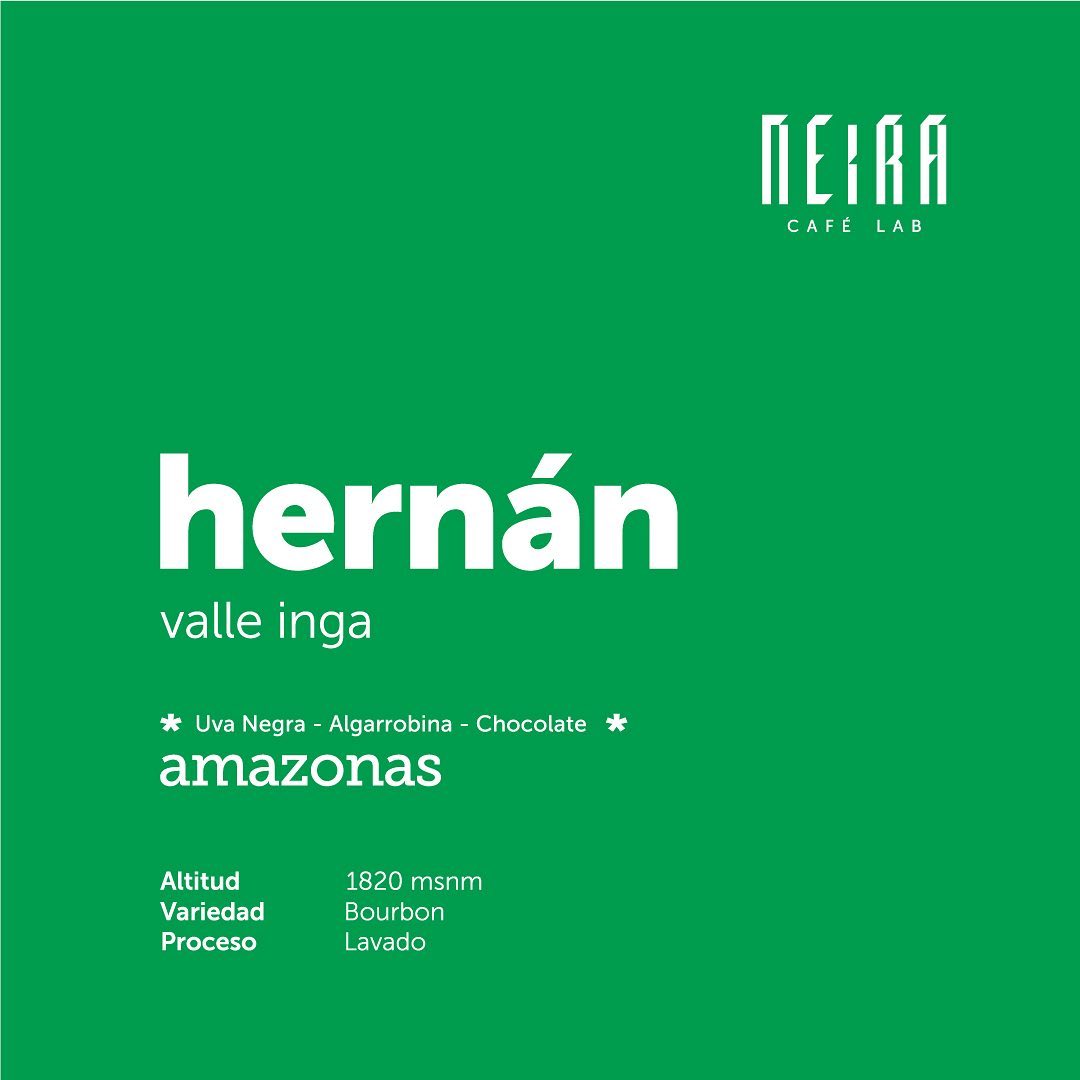 NEIRA
CAFÉ LAB
hernán
valle inga
* Uva Negra - Algarrobina - Chocolate *
amazonas
Altitud 1820 msnm
Variedad Bourbon
Proceso Lavado